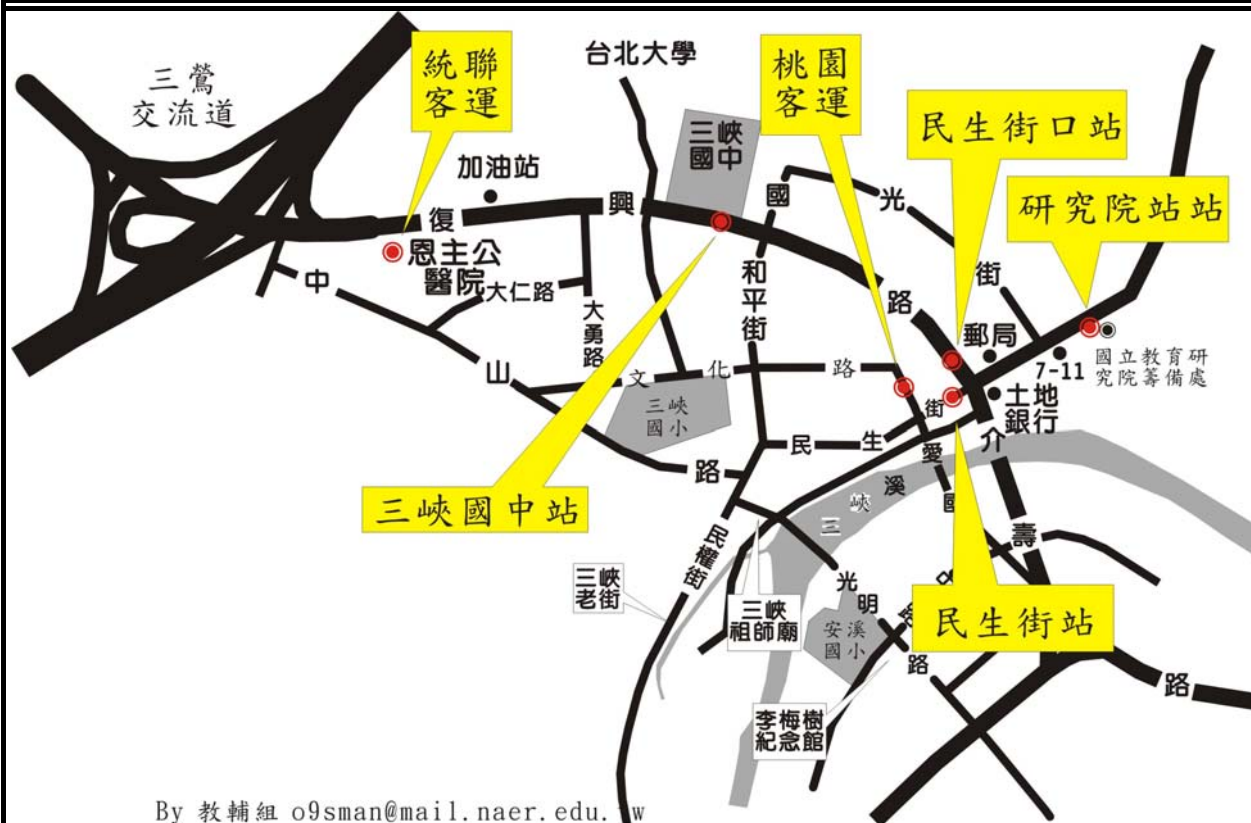 三鶯
交流道
統聯
客運
台北大學
桃園
客運
民生街口站
研究院站站
三峽
國中
加油站
復興路
國光街
恩主公
醫院
大仁路
大勇路
和平街
中山路
文化路
郵局
7-11
國立教育研
究院籌備處
土地
銀行
三峽
國小
民生街
愛國
介壽路
三峽溪
三峽國中站
民權街
三峽
老街
三峽
祖師廟
光明路
安溪
國小
中
路
民生街站
李梅樹
紀念館
By 教輔組 o9sman@mail.naer.edu.tw